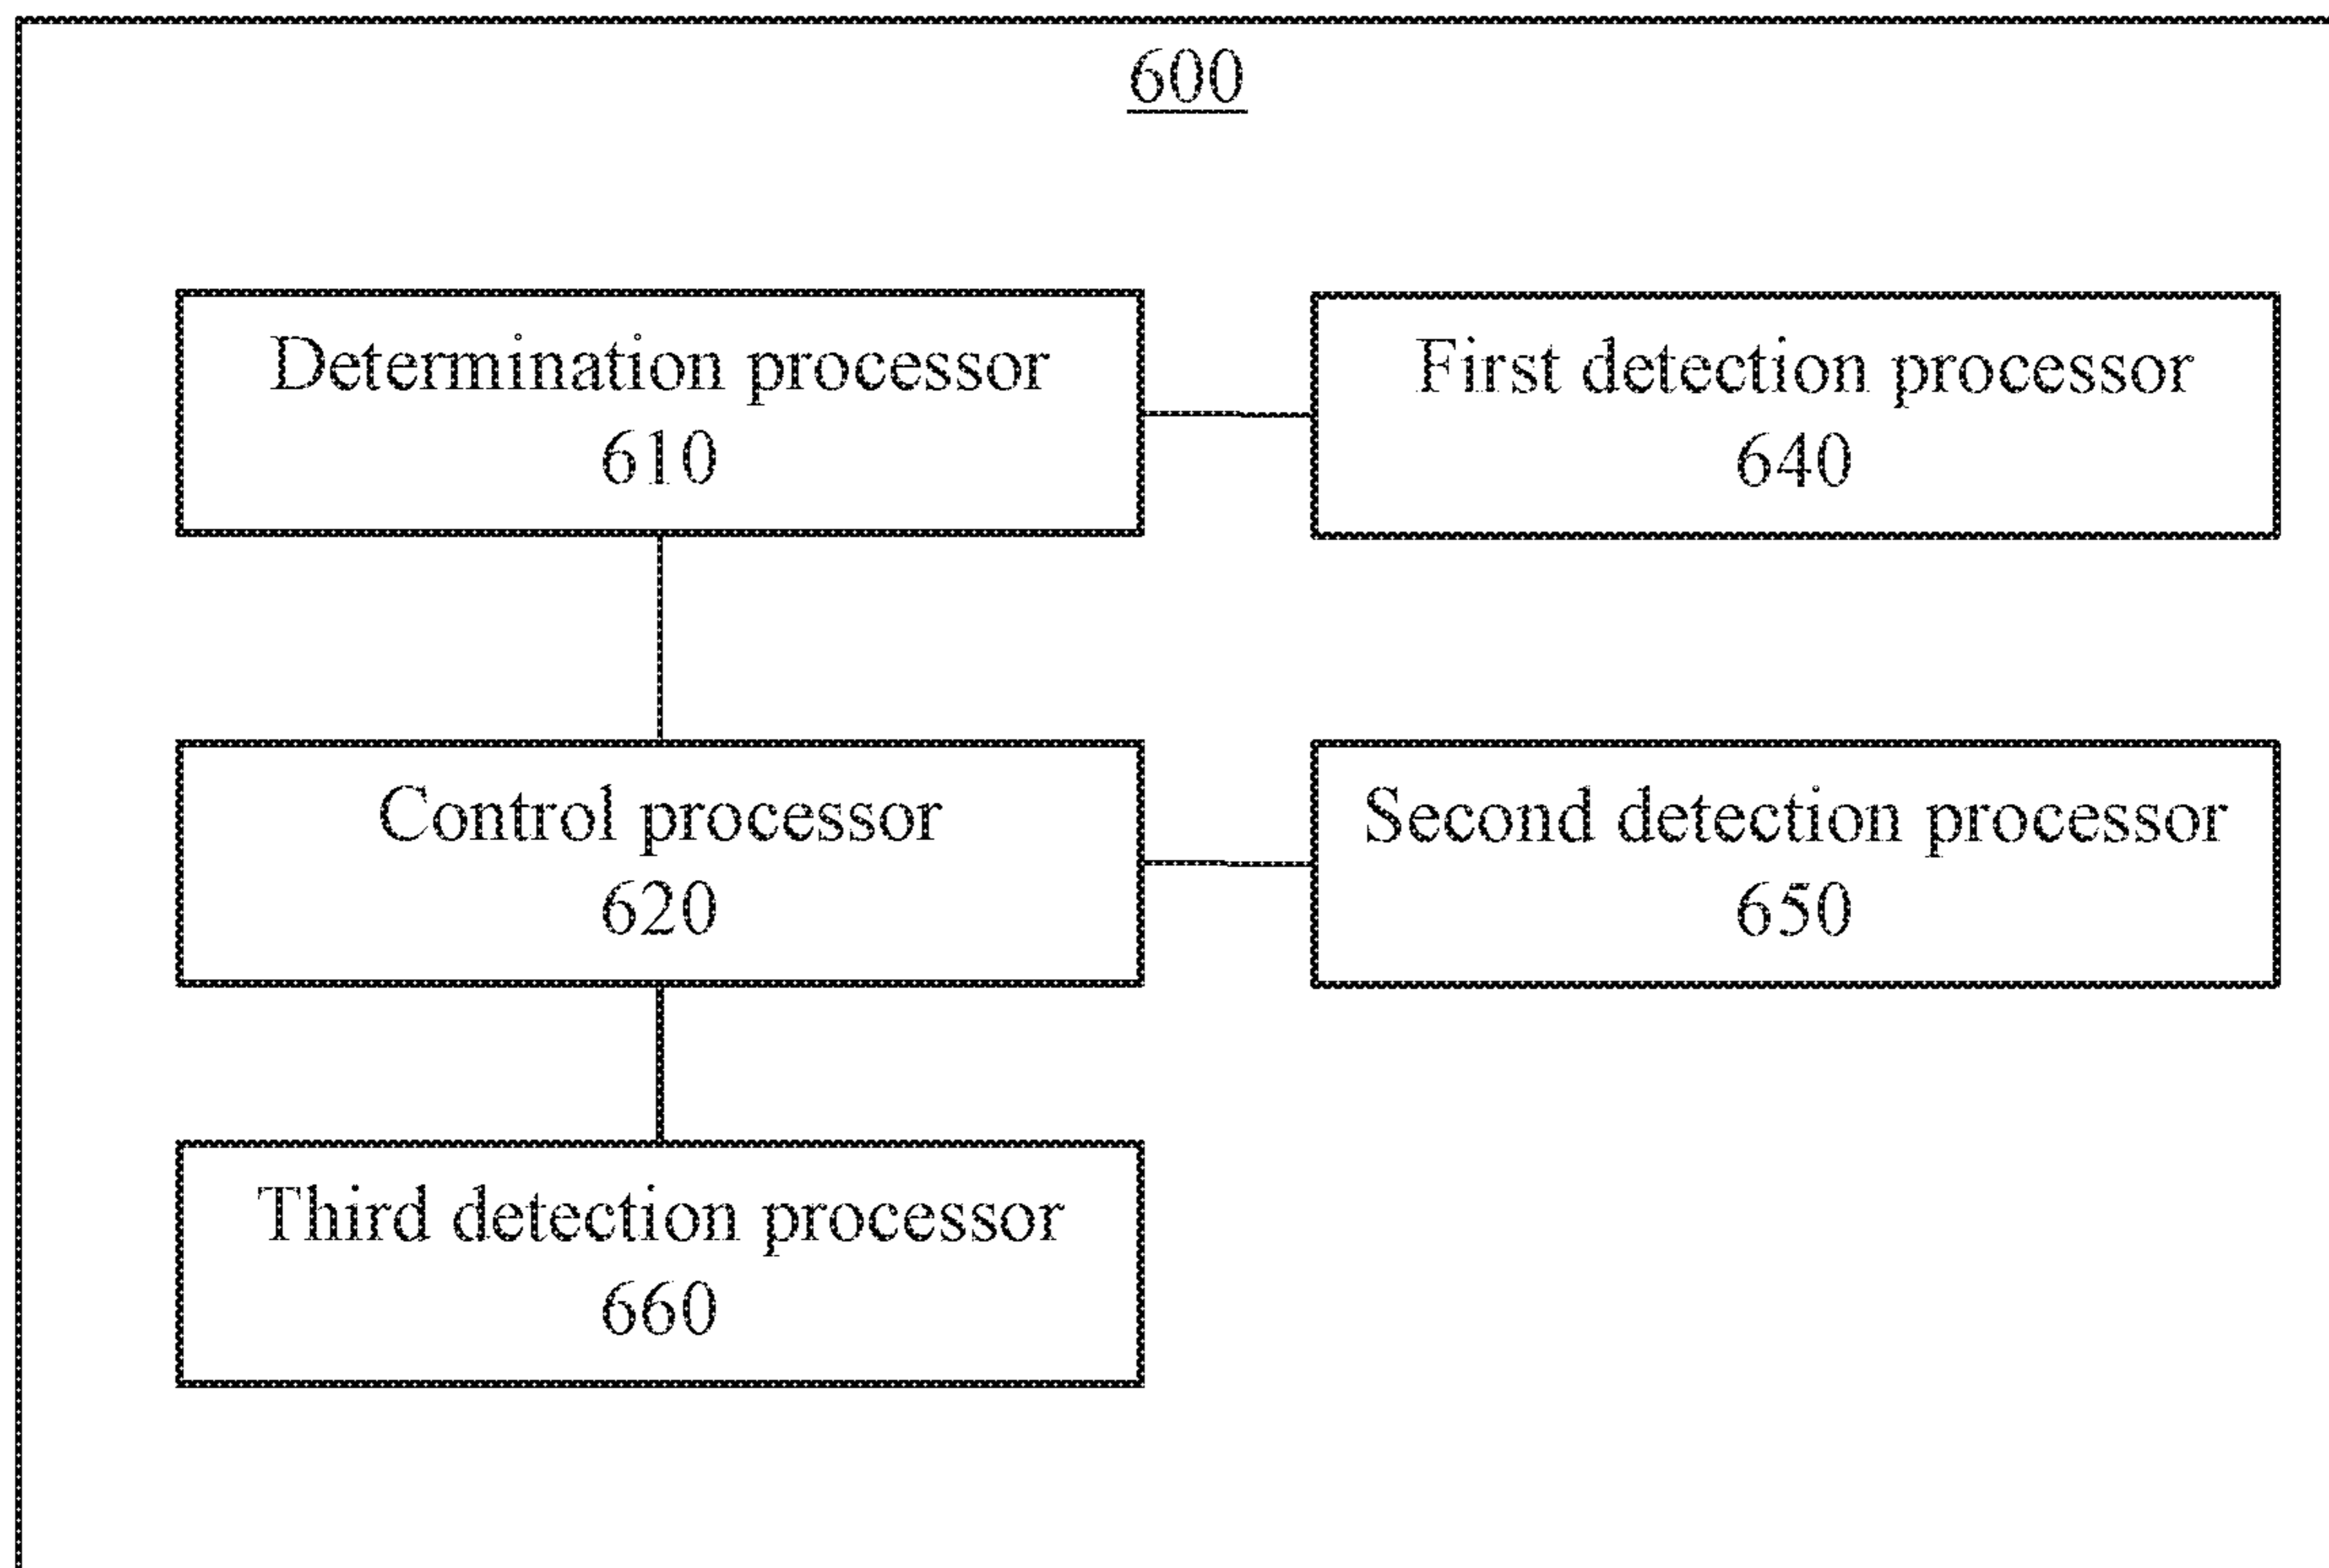 600
Determination processor
610
First detection processor
640
Control processor
620
Second detection processor
650
Third detection processor
660